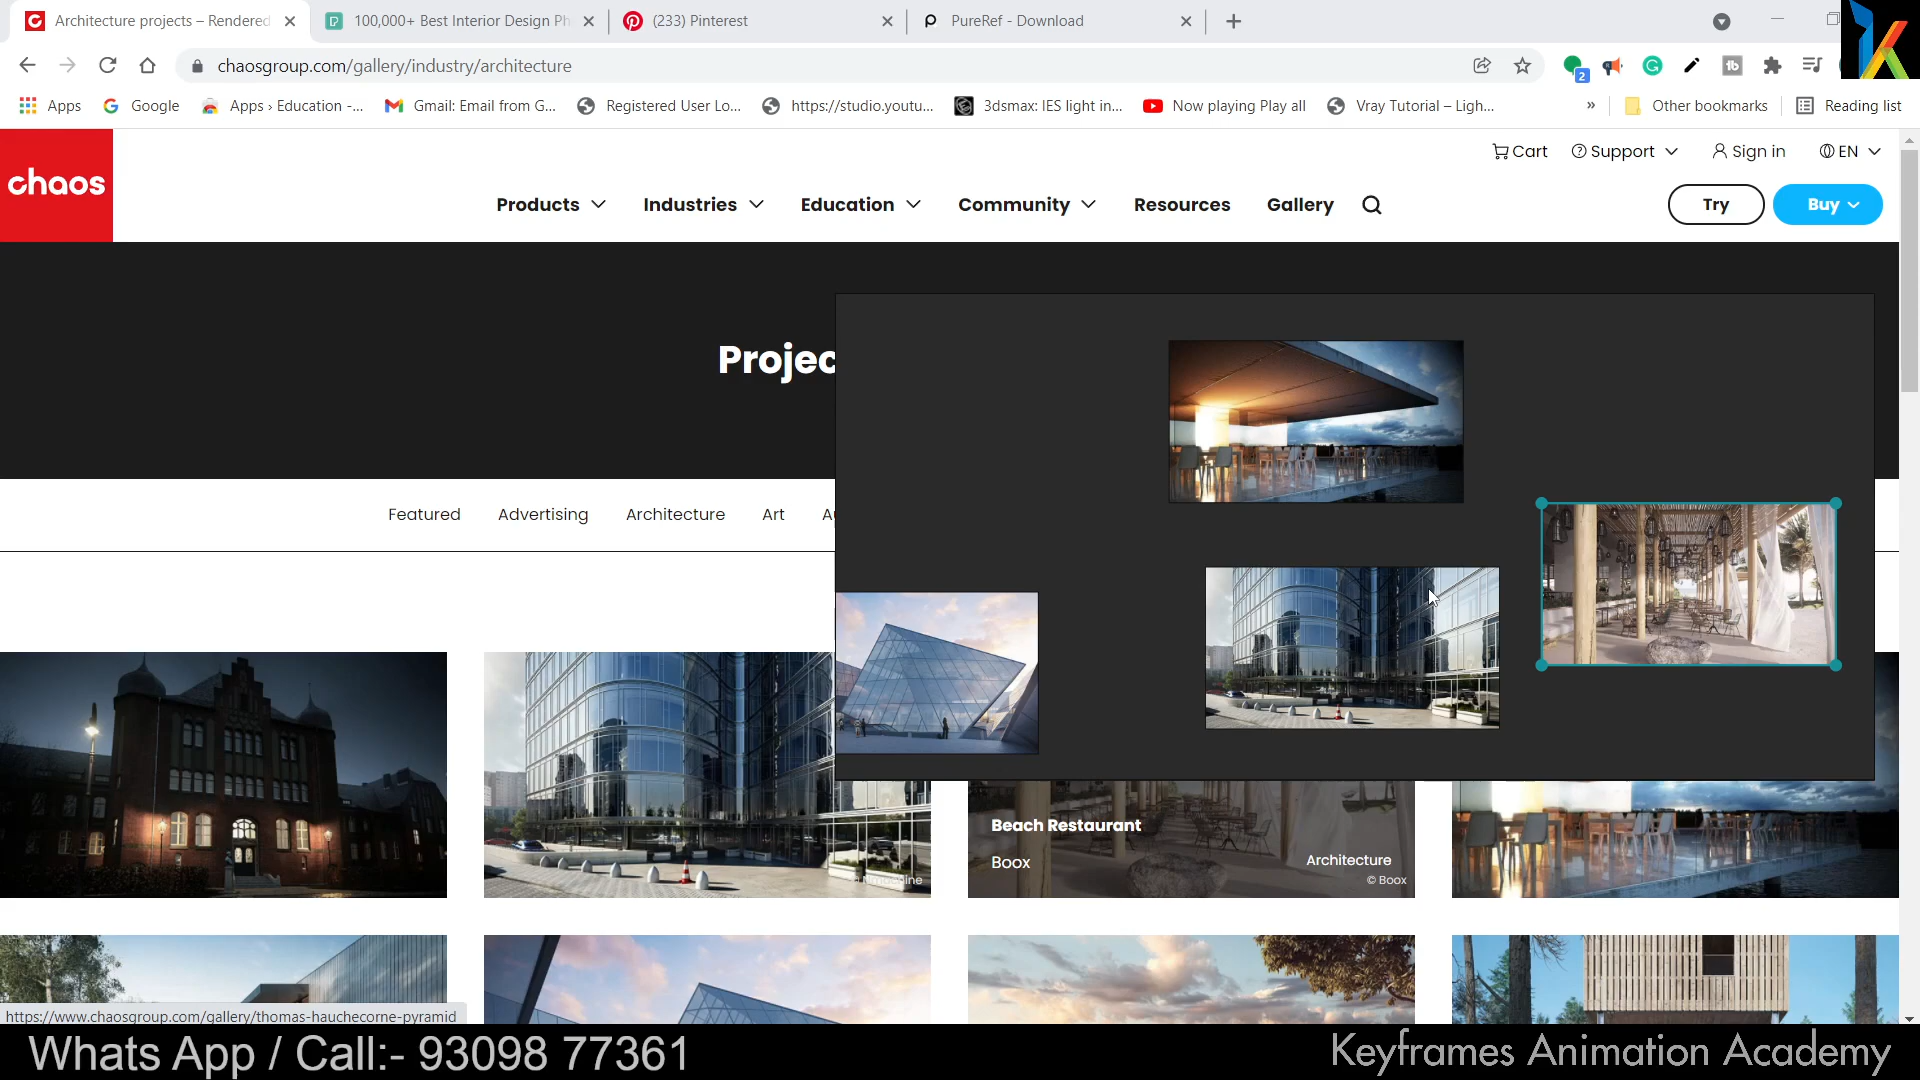 Architecture projects – Rendered
100,000+ Best Interior Design Ph
(233) Pinterest
PureRef - Download
chaosgroup.com/gallery/industry/architecture
2
Apps
Google
Apps › Education -...
Gmail: Email from G...
Registered User Lo...
https://studio.youtu...
3dsmax: IES light in...
Now playing Play all
Vray Tutorial – Ligh...
»
Other bookmarks
Reading list
chaos
Cart
Support
Sign in
EN
Products
Industries
Education
Community
Resources
Gallery
Try
Buy
Projec
Featured
Advertising
Architecture
Art
Beach Restaurant
Boox
Architecture
© Boox
https://www.chaosgroup.com/gallery/thomas-hauchecorne-pyramid
Whats App / Call:- 93098 77361
Keyframes Animation Academy